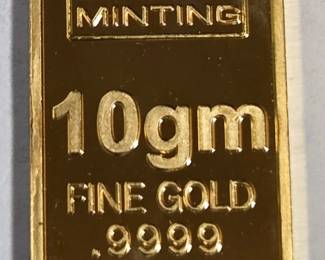 MINTING
10gm
FINE GOLD
.9999